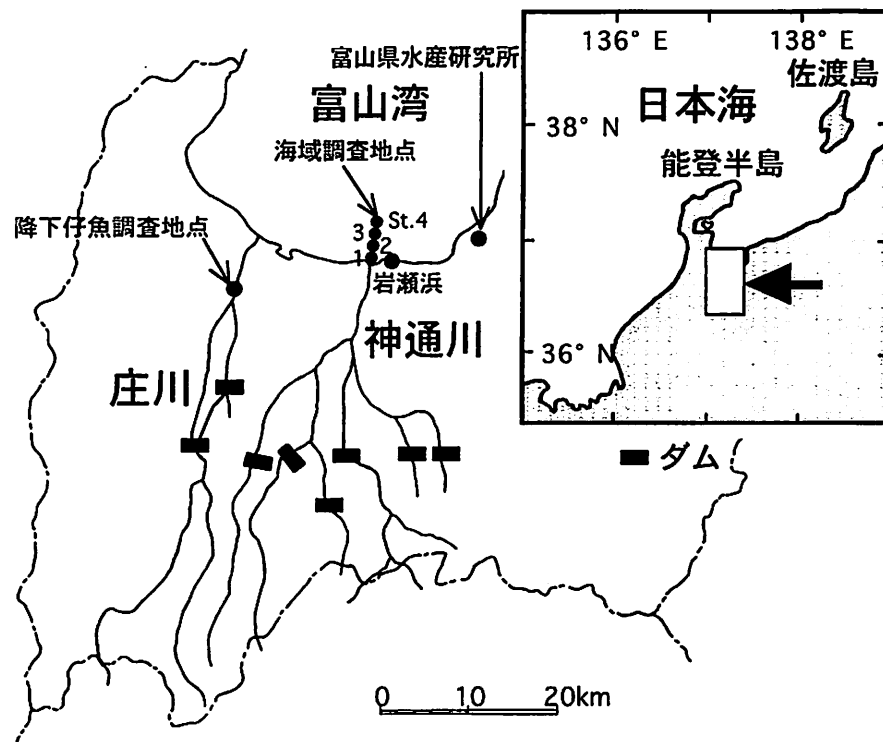 富山県水産研究所
富山湾
海域調査地点
St.4
3
2
1
岩瀬浜
降下仔魚調査地点
神通川
庄川
ダム
0 10 20km
136° E 138° E
佐渡島
日本海
38° N
能登半島
36° N